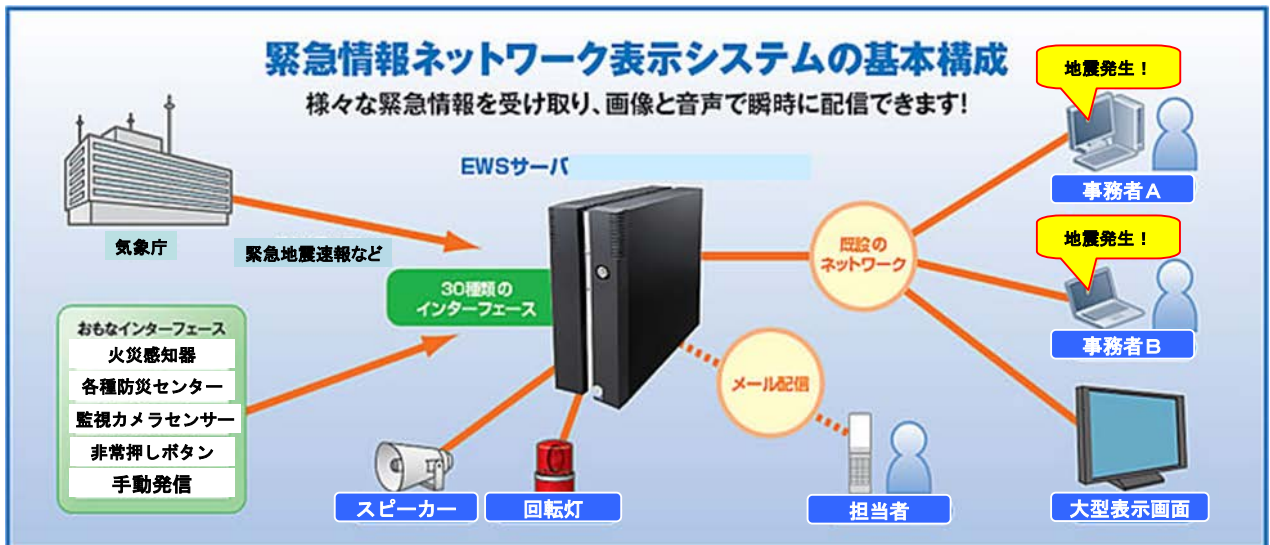 緊急情報ネットワーク表示システムの基本構成
様々な緊急情報を受け取り、画像と音声で瞬時に配信できます!
EWSサーバ
気象庁
緊急地震速報など
30種類の
インターフェース
おもなインターフェース
火災感知器
各種防災センター
監視カメラセンサー
非常押しボタン
手動発信
スピーカー
回転灯
メール配信
担当者
既設の
ネットワーク
地震発生！
事務者A
地震発生！
事務者B
大型表示画面